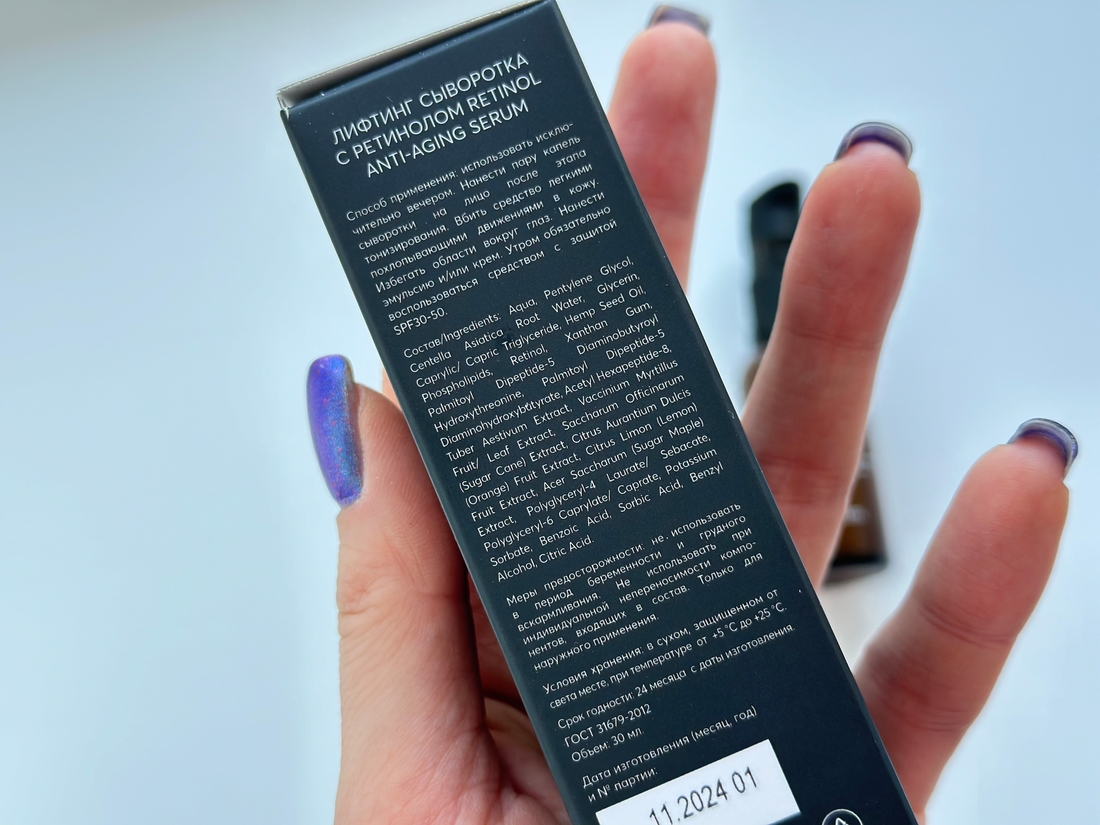 ЛИФТИНГ СЫВОРОТКА
С РЕТИНОЛОМ RETINOL
ANTI-AGING SERUM
Способ применения: использовать исклю-
чительно вечером. Нанести пару капель
сыворотки на лицо после этапа
тонизирования. Вбить средство легкими
похлопывающими движениями в кожу.
Избегать области вокруг глаз. Нанести
эмульсию и/или крем. Утром обязательно
воспользоваться средством с защитой
SPF30-50.
Состав/Ingredients: Aqua, Pentylene Glycol,
Centella Asiatica Root Water, Glycerin,
Caprylic/ Capric Triglyceride, Hemp Seed Oil,
Phospholipids, Retinol, Xanthan Gum,
Palmitoyl Dipeptide-5 Diaminobutyroyl
Hydroxythreonine, Palmitoyl Dipeptide-5
Diaminohydroxybutyrate, Acetyl Hexapeptide-8,
Tuber Aestivum Extract, Vaccinium Myrtillus
Fruit/ Leaf Extract, Saccharum Officinarum
(Sugar Cane) Extract, Citrus Aurantium Dulcis
(Orange) Fruit Extract, Citrus Limon (Lemon)
Fruit Extract, Acer Saccharum (Sugar Maple)
Extract, Polyglyceryl-4 Laurate/ Sebacate,
Polyglyceryl-6 Caprylate/ Caprate, Potassium
Sorbate, Benzoic Acid, Sorbic Acid, Benzyl
Alcohol, Citric Acid.
Меры предосторожности: не использовать
в период беременности и грудного
вскармливания. Не использовать при
индивидуальной непереносимости компо-
нентов, входящих в состав. Только для
наружного применения.
Условия хранения: в сухом, защищенном от
света месте, при температуре от +5 °С до +25 °С.
Срок годности: 24 месяца с даты изготовления.
ГОСТ 31679-2012
Объем: 30 мл.
Дата изготовления (месяц, год)
и № партии:
11.2024 01